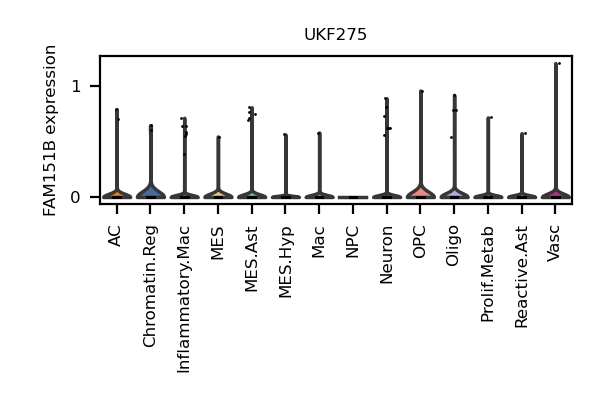 UKF275
FAM151B expression
1
0
AC
Chromatin.Reg
Inflammatory.Mac
MES
MES.Ast
MES.Hyp
Mac
NPC
Neuron
OPC
Oligo
Prolif.Metab
Reactive.Ast
Vasc